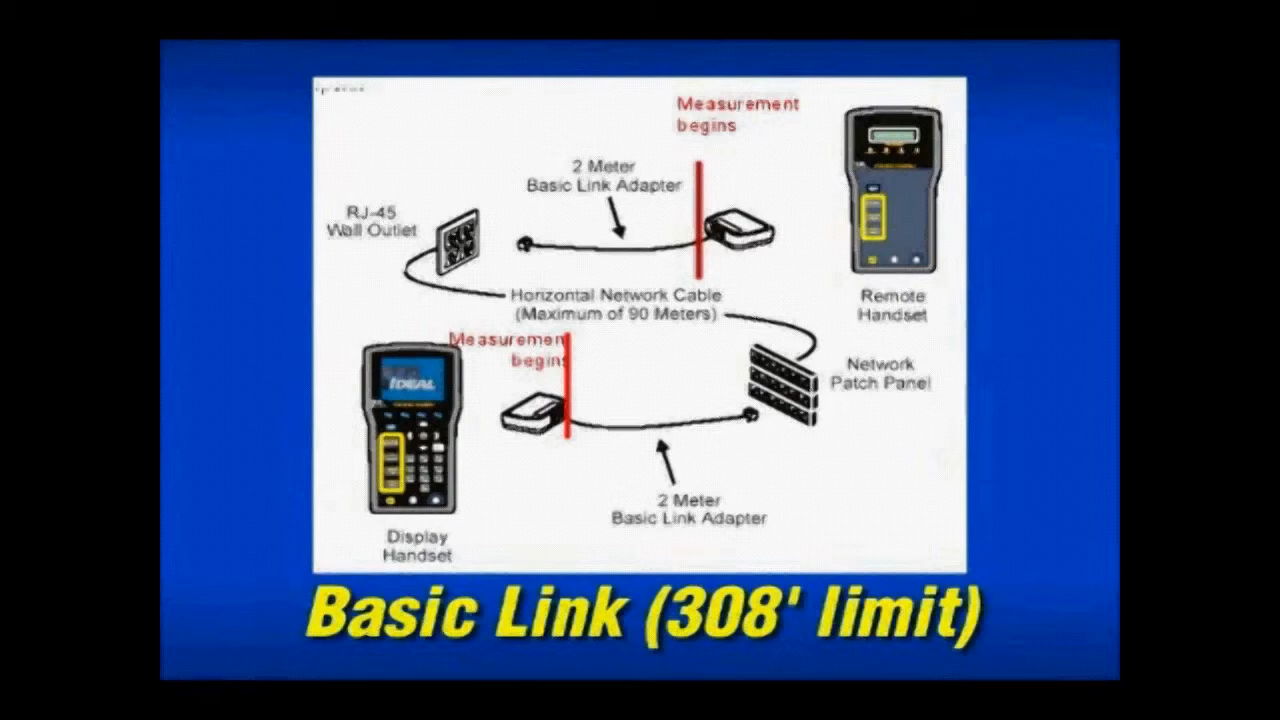 Measurement
begins
2 Meter
Basic Link Adapter
RJ-45
Wall Outlet
Horizontal Network Cable
(Maximum of 90 Meters)
Remote
Handset
Measuremen
begins
IDEAL
Network
Patch Panel
2 Meter
Basic Link Adapter
Display
Handset
Basic Link (308' limit)